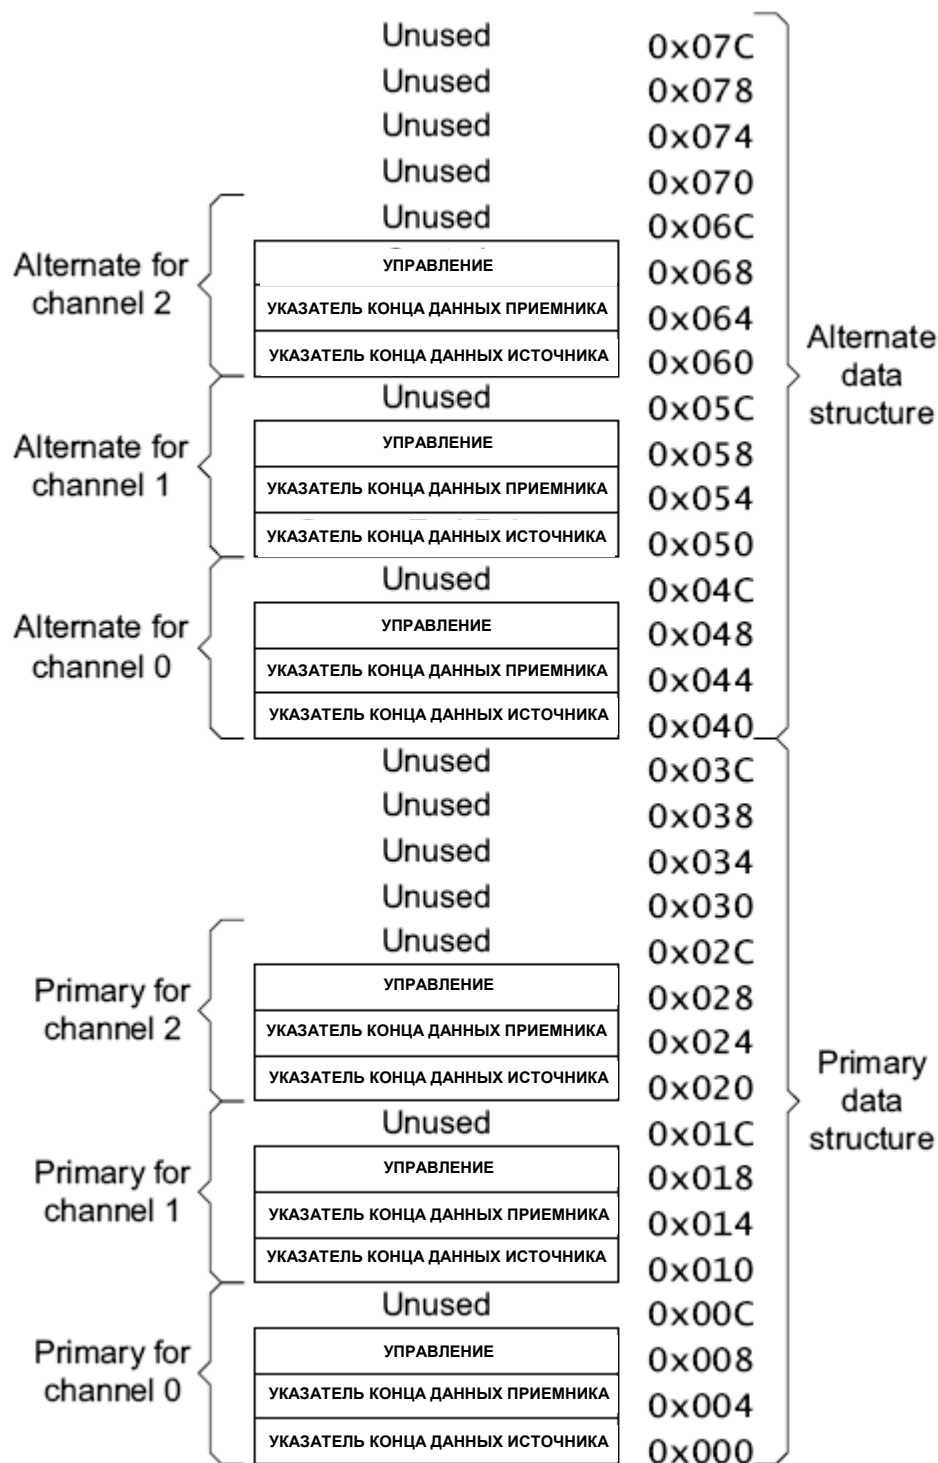 Unused 0x07C
Unused 0x078
Unused 0x074
Unused 0x070
Unused 0x06C
Alternate for
channel 2
УПРАВЛЕНИЕ 0x068
УКАЗАТЕЛЬ КОНЦА ДАННЫХ ПРИЕМНИКА 0x064
УКАЗАТЕЛЬ КОНЦА ДАННЫХ ИСТОЧНИКА 0x060
Alternate
data
structure
Unused 0x05C
Alternate for
channel 1
УПРАВЛЕНИЕ 0x058
УКАЗАТЕЛЬ КОНЦА ДАННЫХ ПРИЕМНИКА 0x054
УКАЗАТЕЛЬ КОНЦА ДАННЫХ ИСТОЧНИКА 0x050
Unused 0x04C
Alternate for
channel 0
УПРАВЛЕНИЕ 0x048
УКАЗАТЕЛЬ КОНЦА ДАННЫХ ПРИЕМНИКА 0x044
УКАЗАТЕЛЬ КОНЦА ДАННЫХ ИСТОЧНИКА 0x040
Unused 0x03C
Unused 0x038
Unused 0x034
Unused 0x030
Unused 0x02C
Primary for
channel 2
УПРАВЛЕНИЕ 0x028
УКАЗАТЕЛЬ КОНЦА ДАННЫХ ПРИЕМНИКА 0x024
УКАЗАТЕЛЬ КОНЦА ДАННЫХ ИСТОЧНИКА 0x020
Primary
data
structure
Unused 0x01C
Primary for
channel 1
УПРАВЛЕНИЕ 0x018
УКАЗАТЕЛЬ КОНЦА ДАННЫХ ПРИЕМНИКА 0x014
УКАЗАТЕЛЬ КОНЦА ДАННЫХ ИСТОЧНИКА 0x010
Unused 0x00C
Primary for
channel 0
УПРАВЛЕНИЕ 0x008
УКАЗАТЕЛЬ КОНЦА ДАННЫХ ПРИЕМНИКА 0x004
УКАЗАТЕЛЬ КОНЦА ДАННЫХ ИСТОЧНИКА 0x000